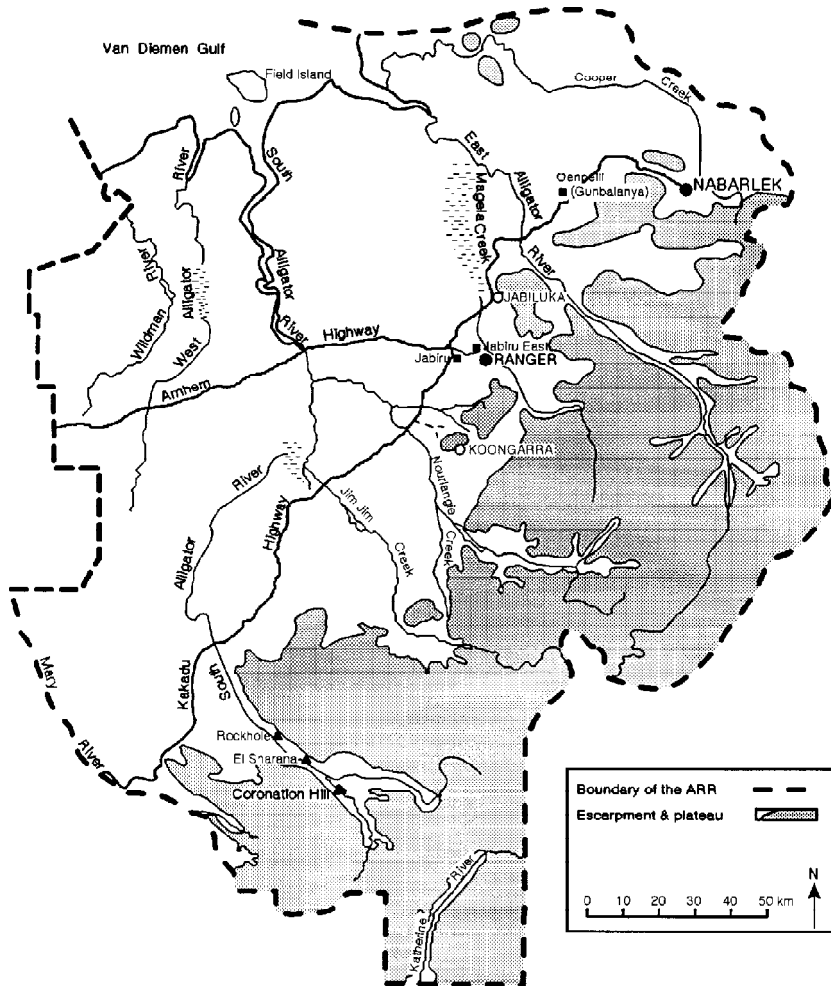 Van Diemen Gulf
Field Island
Cooper
Creek
East
Alligator
River
Oenpelli
(Gunbalanya)
NABARLEK
River
South
Alligator
River
Magela Creek
Wildman
River
West
Alligator
JABILUKA
Highway
Jabiru East
Jabiru
RANGER
Arnhem
KOONGARRA
Nourlangie
Creek
River
Alligator
Highway
Jim Jim
Creek
South
Kakadu
Mary
River
Rockhole
El Sharana
Coronation Hill
Katherine
River
Boundary of the ARR
Escarpment & plateau
N
0 10 20 30 40 50 km